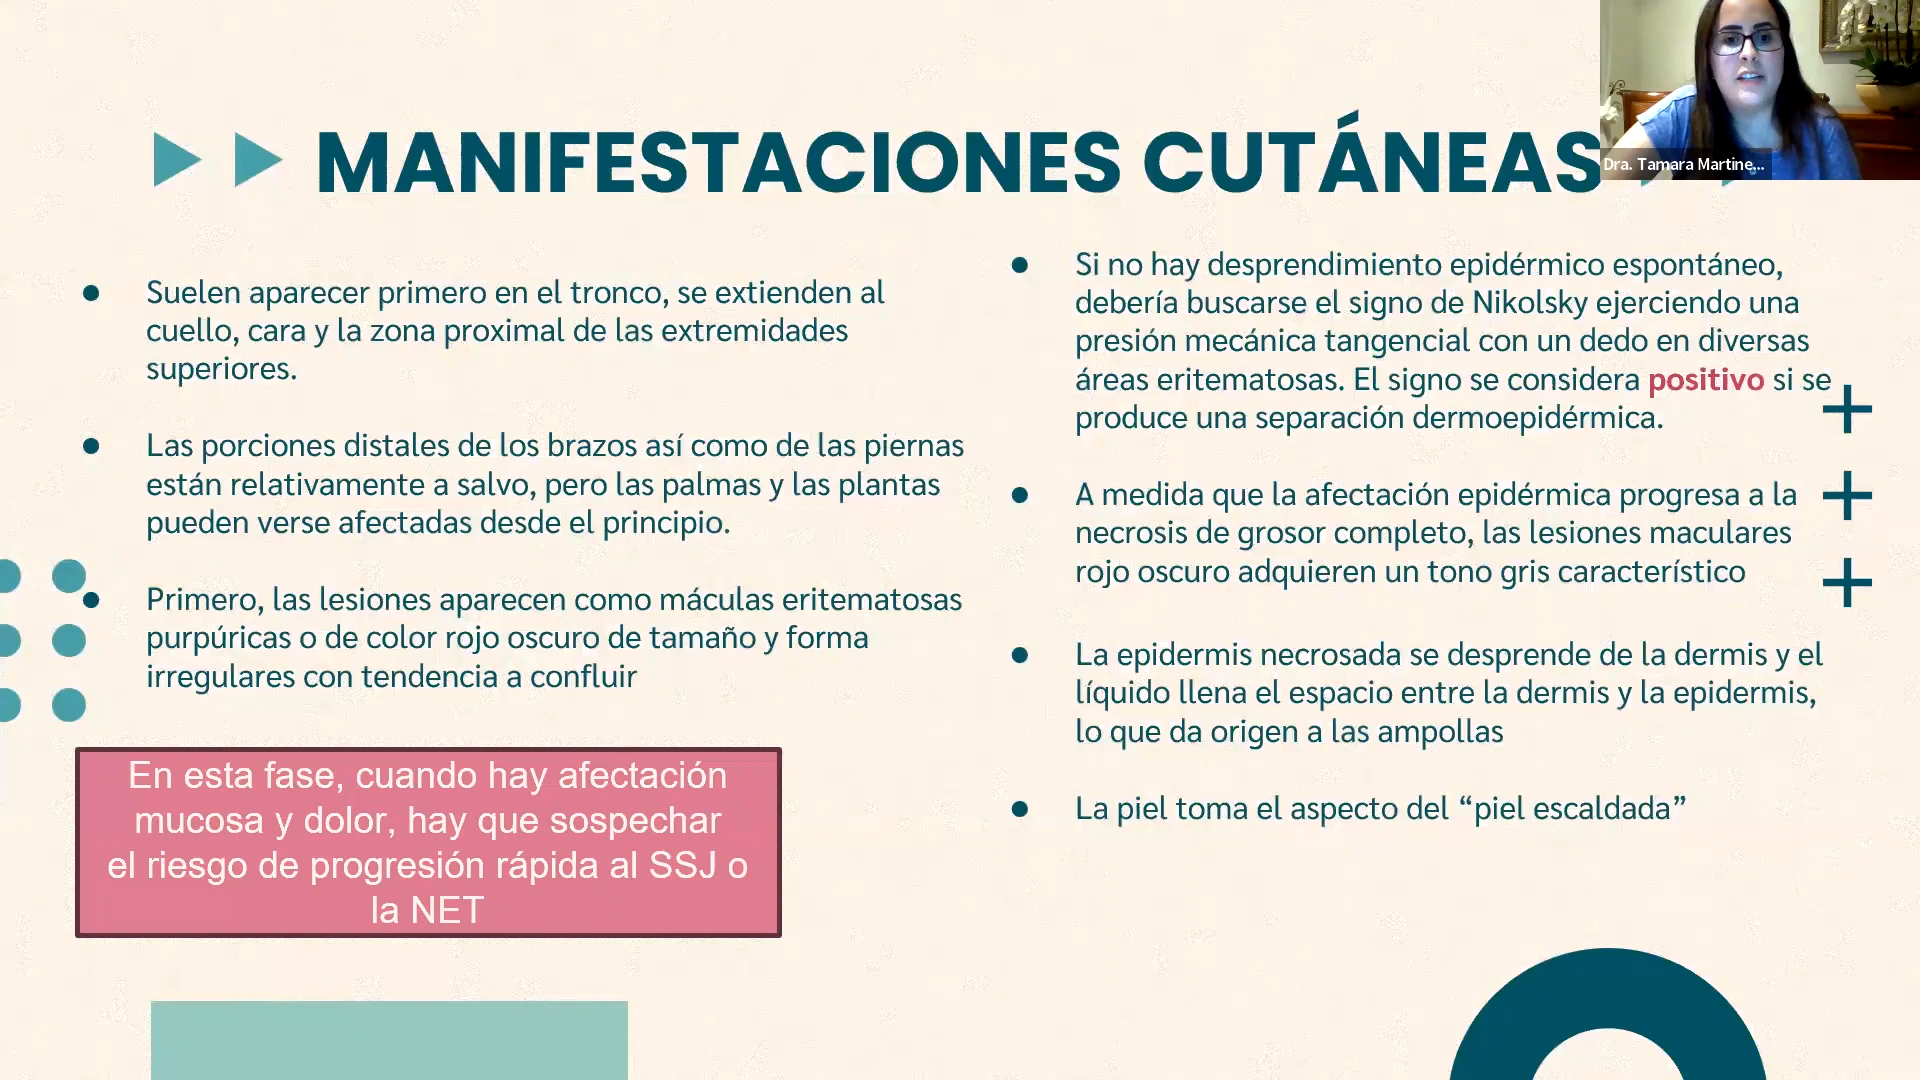 MANIFESTACIONES CUTÁNEAS
Dra. Tamara Martine...
Suelen aparecer primero en el tronco, se extienden al
cuello, cara y la zona proximal de las extremidades
superiores.
Las porciones distales de los brazos así como de las piernas
están relativamente a salvo, pero las palmas y las plantas
pueden verse afectadas desde el principio.
Primero, las lesiones aparecen como máculas eritematosas
purpúricas o de color rojo oscuro de tamaño y forma
irregulares con tendencia a confluir
En esta fase, cuando hay afectación
mucosa y dolor, hay que sospechar
el riesgo de progresión rápida al SSJ o
la NET
Si no hay desprendimiento epidérmico espontáneo,
debería buscarse el signo de Nikolsky ejerciendo una
presión mecánica tangencial con un dedo en diversas
áreas eritematosas. El signo se considera positivo si se
produce una separación dermoepidérmica.
A medida que la afectación epidérmica progresa a la
necrosis de grosor completo, las lesiones maculares
rojo oscuro adquieren un tono gris característico
La epidermis necrosada se desprende de la dermis y el
líquido llena el espacio entre la dermis y la epidermis,
lo que da origen a las ampollas
La piel toma el aspecto del “piel escaldada”